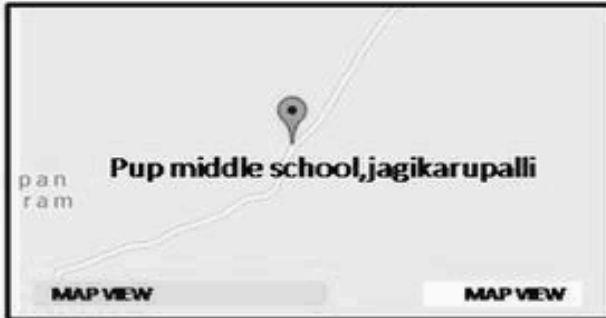 Pup middle school,jagikarupalli
pan
ram
MAP VIEW
MAP VIEW